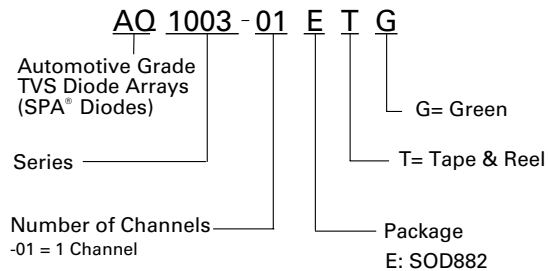 AQ 1003-01 E T G
Automotive Grade
TVS Diode Arrays
(SPA® Diodes)
G= Green
Series
T= Tape & Reel
Number of Channels
-01 = 1 Channel
Package
E: SOD882